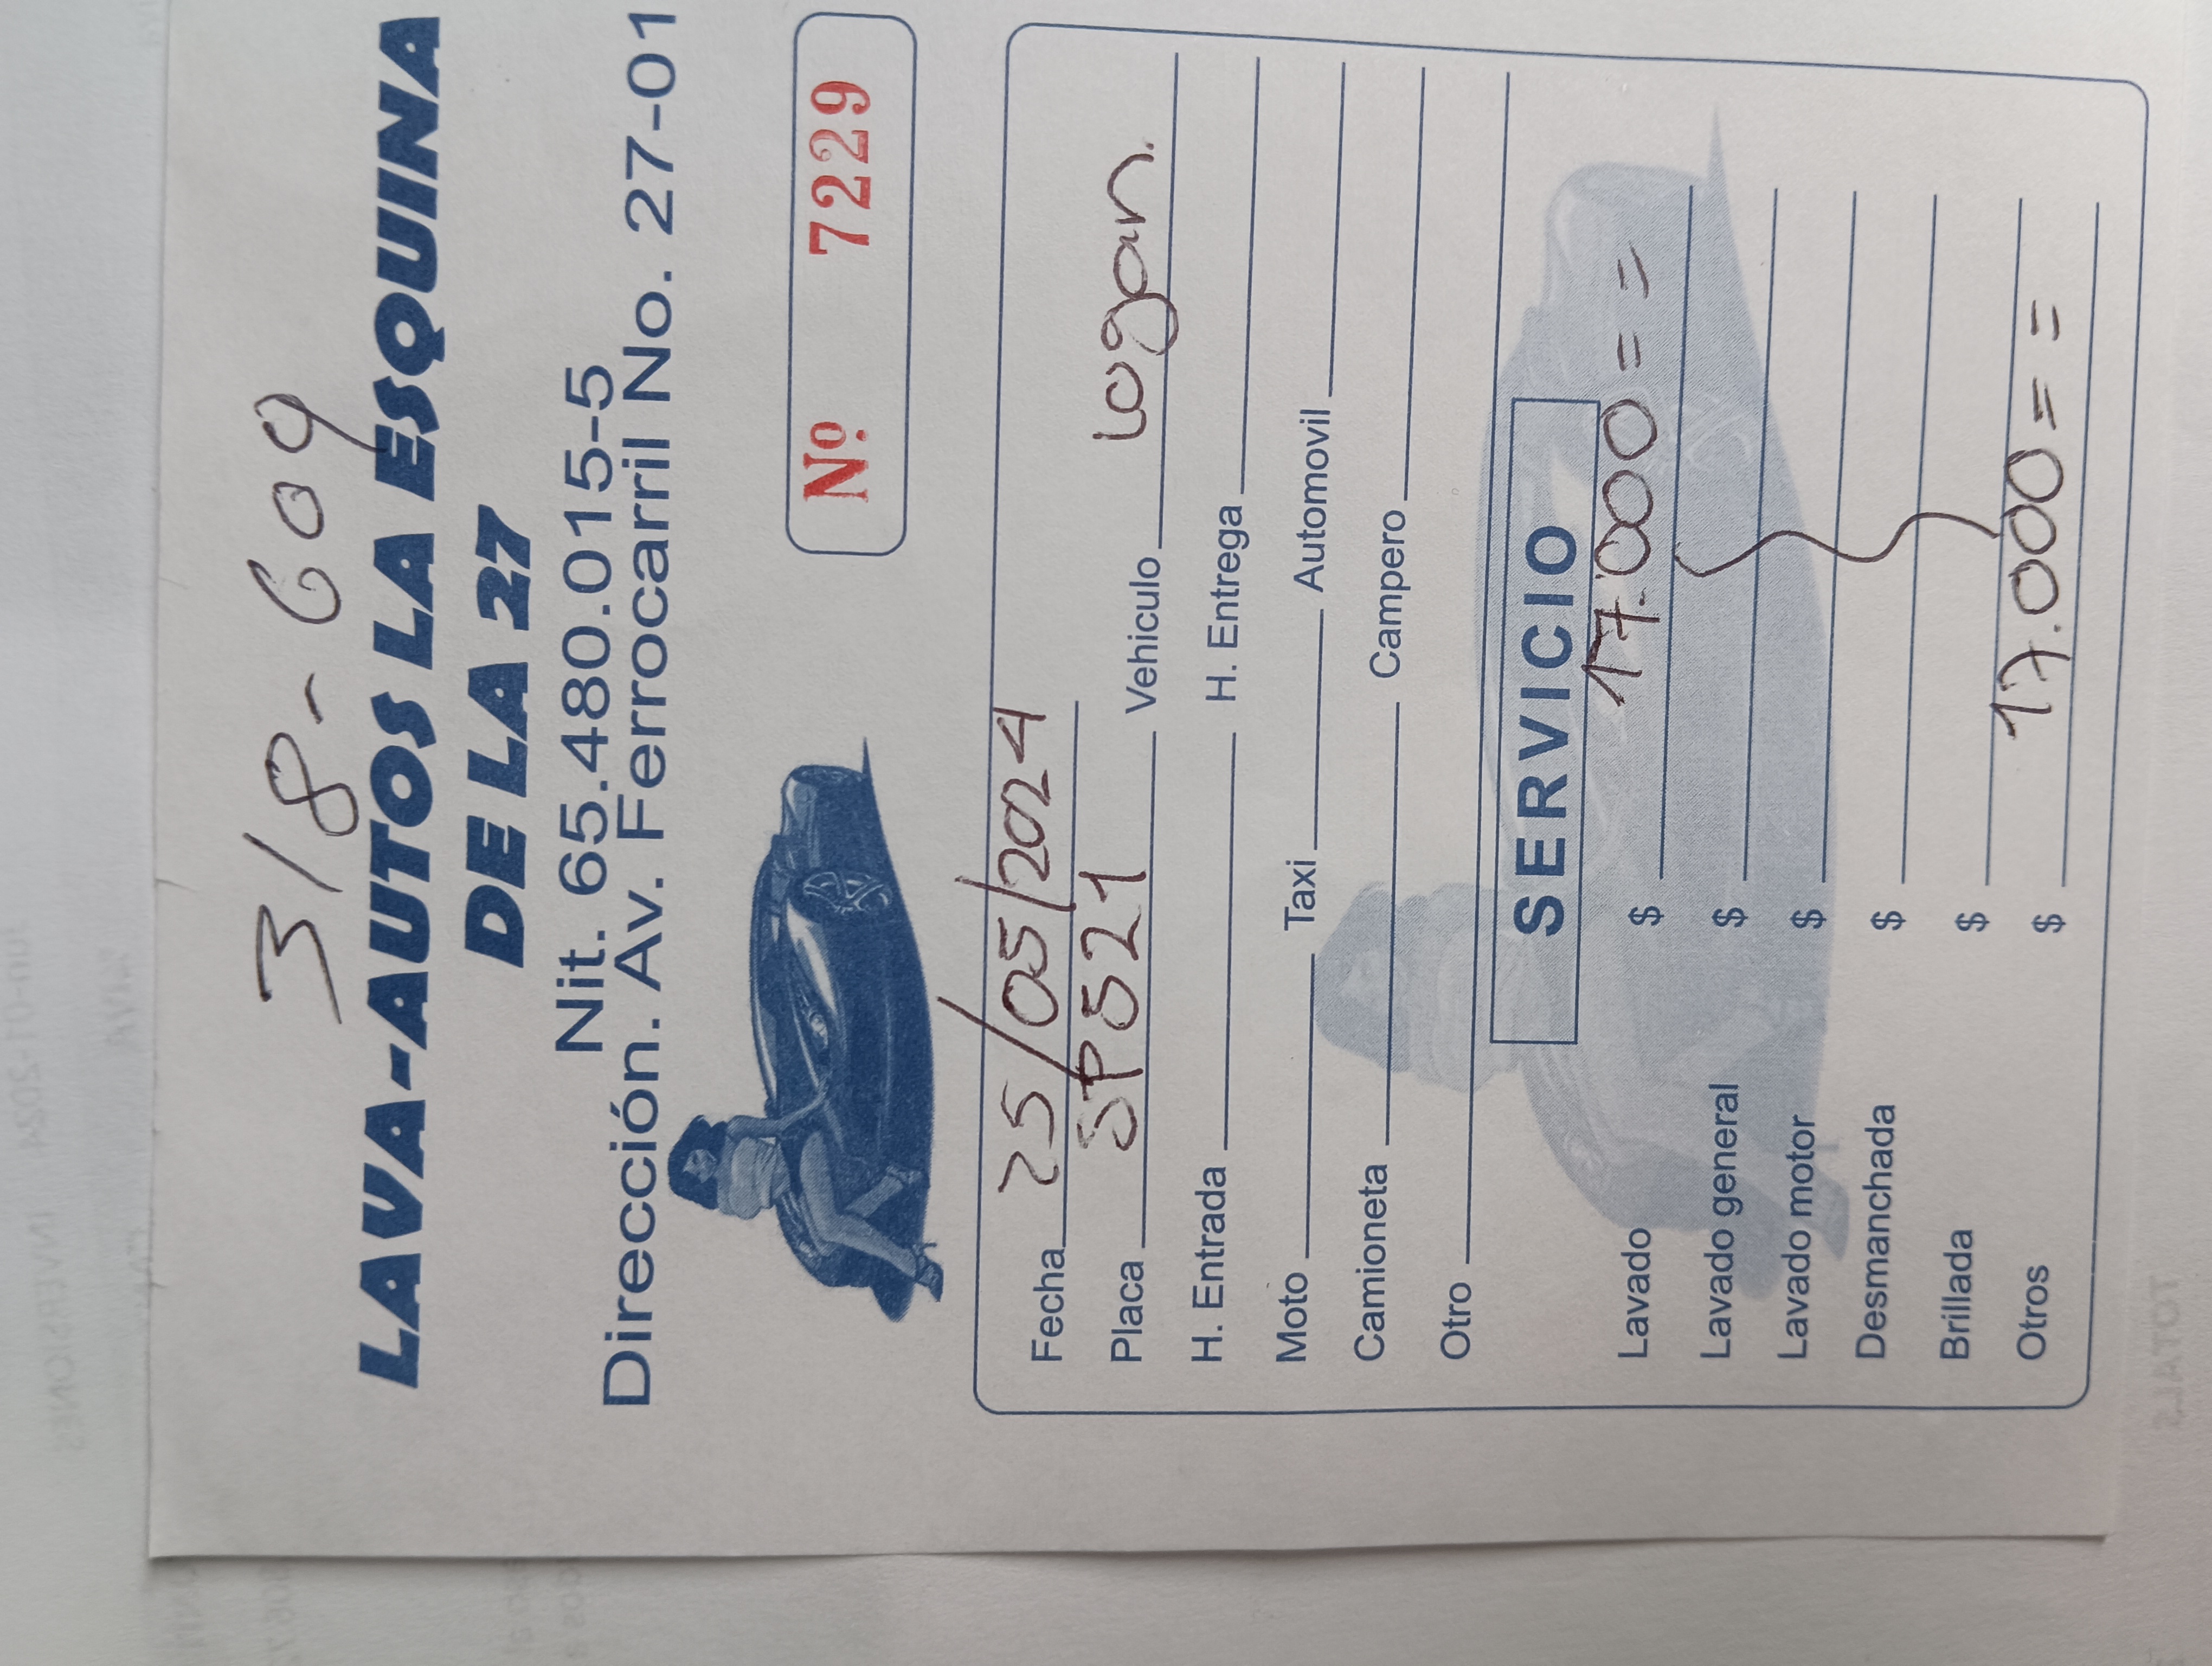 318-609
LAVA-AUTOS LA ESQUINA
DE LA 27
Nit. 65.480.015-5
Dirección. Av. Ferrocarril No. 27-01
Nº 7229
Fecha 25/05/2024
Placa SP521 Vehiculo Logan.
H. Entrada H. Entrega
Moto Taxi Automovil
Camioneta Campero
Otro
SERVICIO
Lavado $ 17.000==
Lavado general $
Lavado motor $
Desmanchada $
Brillada $
Otros $ 17.000==